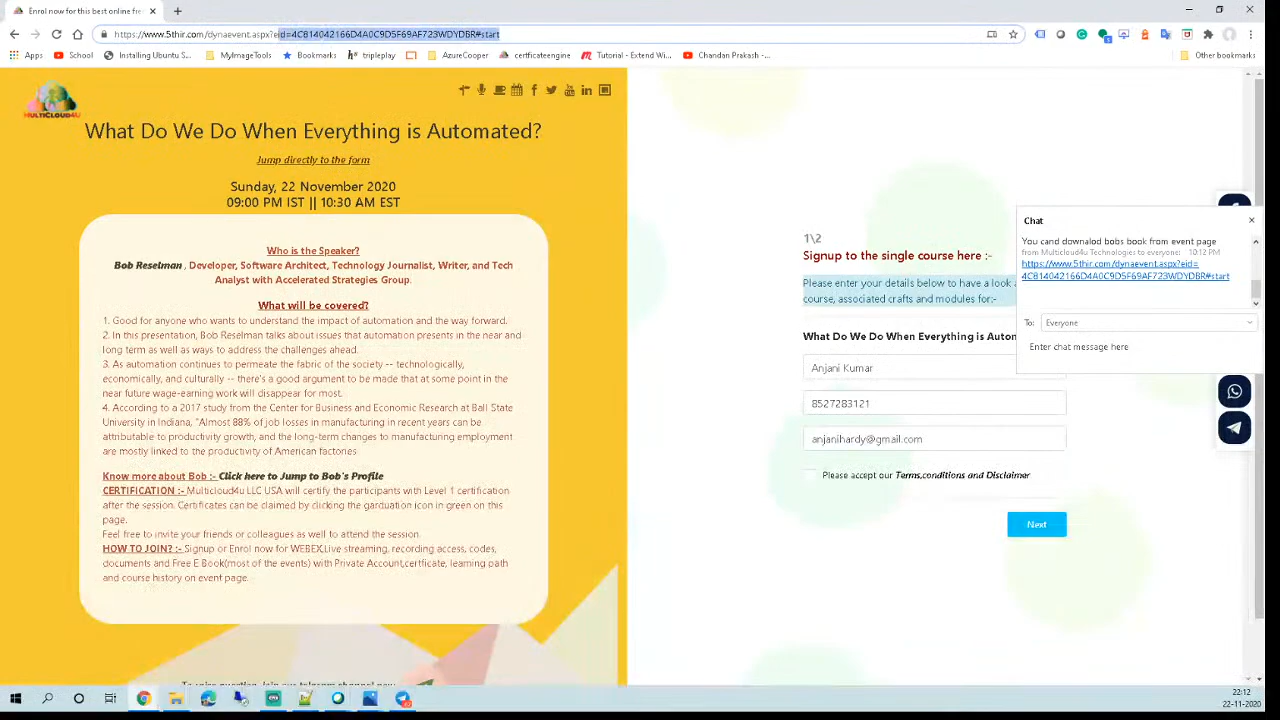 Enrol now for this best online fre
https://www.5thir.com/dynaevent.aspx?eid=4C814042166D4A0C9D5F69AF723WDYDBR#start
Apps
School
Installing Ubuntu S...
MyImageTools
Bookmarks
tripleplay
AzureCooper
certficateengine
Tutorial - Extend Wi...
Chandan Prakash -...
Other bookmarks
MULTICLOUD4U
What Do We Do When Everything is Automated?
Jump directly to the form
Sunday, 22 November 2020
09:00 PM IST || 10:30 AM EST
Who is the Speaker?
Bob Reselman , Developer, Software Architect, Technology Journalist, Writer, and Tech
Analyst with Accelerated Strategies Group.
What will be covered?
1. Good for anyone who wants to understand the impact of automation and the way forward.
2. In this presentation, Bob Reselman talks about issues that automation presents in the near and
long term as well as ways to address the challenges ahead.
3. As automation continues to permeate the fabric of the society -- technologically,
economically, and culturally -- there's a good argument to be made that at some point in the
near future wage-earning work will disappear for most.
4. According to a 2017 study from the Center for Business and Economic Research at Ball State
University in Indiana, "Almost 88% of job losses in manufacturing in recent years can be
attributable to productivity growth, and the long-term changes to manufacturing employment
are mostly linked to the productivity of American factories
Know more about Bob :- Click here to Jump to Bob's Profile
CERTIFICATION :- Multicloud4u LLC USA will certify the participants with Level 1 certification
after the session. Certificates can be claimed by clicking the garduation icon in green on this
page.
Feel free to invite your friends or colleagues as well to attend the session.
HOW TO JOIN? :- Signup or Enrol now for WEBEX,Live streaming, recording access, codes,
documents and Free E Book(most of the events) with Private Account,certficate, learning path
and course history on event page.
1\2
Signup to the single course here :-
Please enter your details below to have a look a
course, associated crafts and modules for:-
What Do We Do When Everything is Auton
Anjani Kumar
8527283121
anjanihardy@gmail.com
Please accept our Terms,conditions and Disclaimer
Next
Chat
You cand downalod bobs book from event page
from Multicloud4u Technologies to everyone: 10:12 PM
https://www.5thir.com/dynaevent.aspx?eid=
4C814042166D4A0C9D5F69AF723WDYDBR#start
To: Everyone
Enter chat message here
22:12
22-11-2020